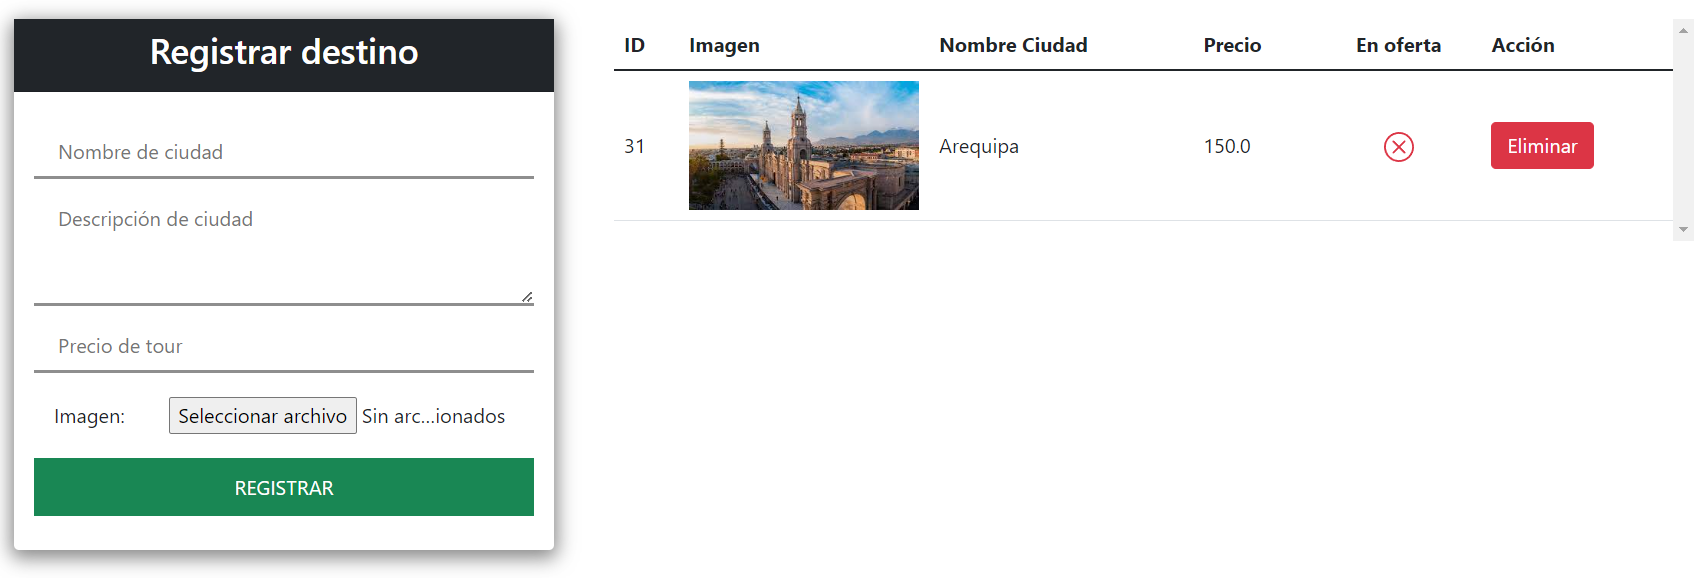 Registrar destino
Nombre de ciudad
Descripción de ciudad
Precio de tour
Imagen: Seleccionar archivo Sin arc...ionados
REGISTRAR
ID Imagen Nombre Ciudad Precio En oferta Acción
31 Arequipa 150.0 Eliminar